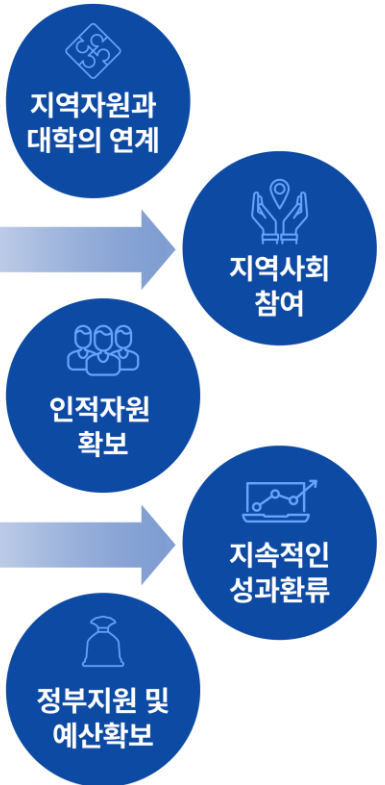 지역자원과
대학의 연계
지역사회
참여
인적자원
확보
지속적인
성과환류
정부지원 및
예산확보